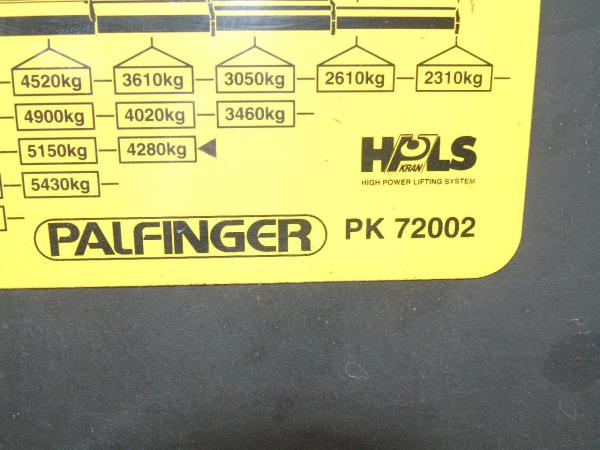 4520kg 3610kg 3050kg 2610kg 2310kg
4900kg 4020kg 3460kg
5150kg 4280kg
5430kg
HPLS
KRAN
HIGH POWER LIFTING SYSTEM
PALFINGER PK 72002